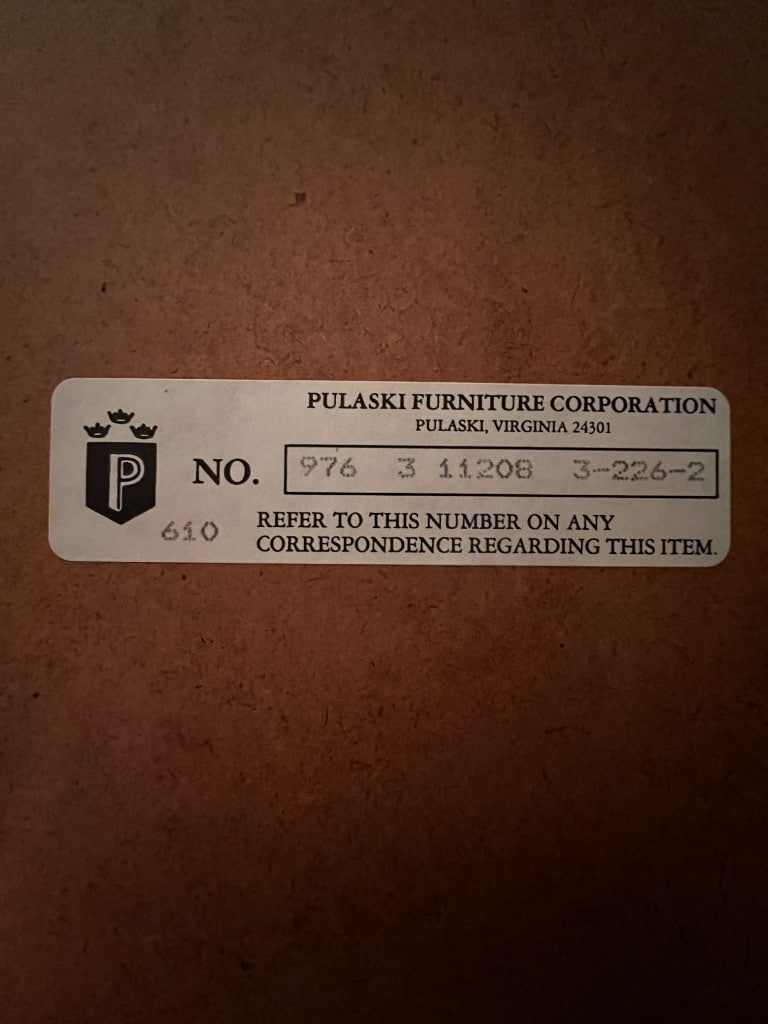 PULASKI FURNITURE CORPORATION
PULASKI, VIRGINIA 24301
P
NO. 976 3 11208 3-226-2
610
REFER TO THIS NUMBER ON ANY
CORRESPONDENCE REGARDING THIS ITEM.